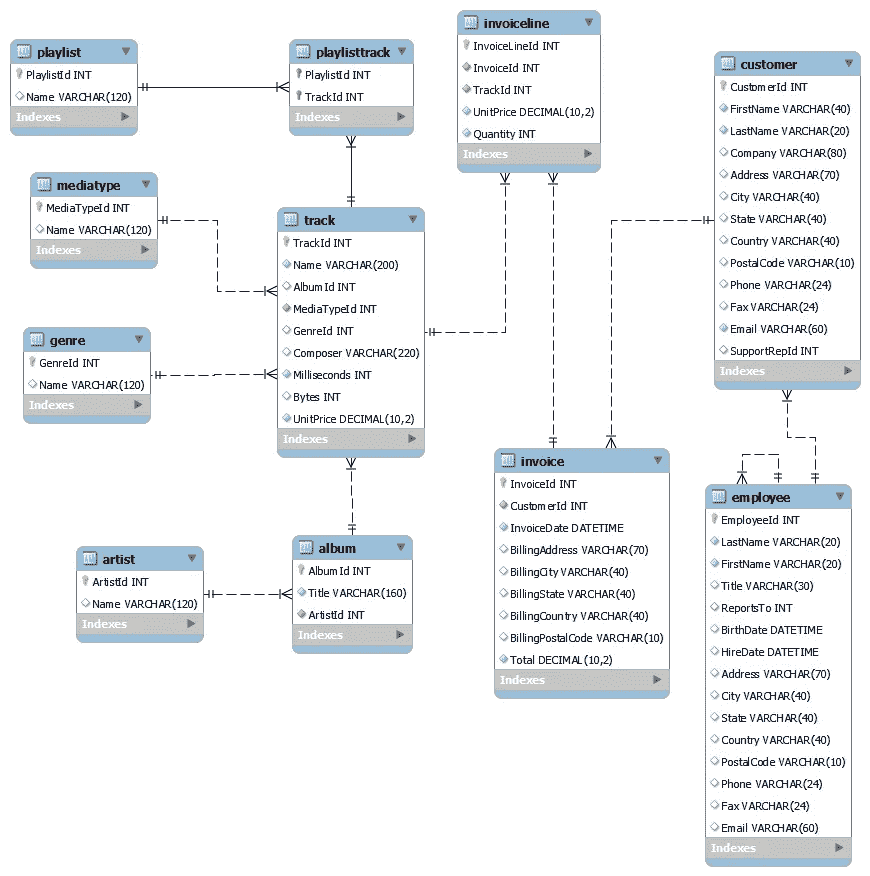 playlist
PlaylistId INT
Name VARCHAR(120)
Indexes
playlisttrack
PlaylistId INT
TrackId INT
Indexes
invoiceline
InvoiceLineId INT
InvoiceId INT
TrackId INT
UnitPrice DECIMAL(10,2)
Quantity INT
Indexes
customer
CustomerId INT
FirstName VARCHAR(40)
LastName VARCHAR(20)
Company VARCHAR(80)
Address VARCHAR(70)
City VARCHAR(40)
State VARCHAR(40)
Country VARCHAR(40)
PostalCode VARCHAR(10)
Phone VARCHAR(24)
Fax VARCHAR(24)
Email VARCHAR(60)
SupportRepId INT
Indexes
mediatype
MediaTypeId INT
Name VARCHAR(120)
Indexes
track
TrackId INT
Name VARCHAR(200)
AlbumId INT
MediaTypeId INT
GenreId INT
Composer VARCHAR(220)
Milliseconds INT
Bytes INT
UnitPrice DECIMAL(10,2)
Indexes
genre
GenreId INT
Name VARCHAR(120)
Indexes
invoice
InvoiceId INT
CustomerId INT
InvoiceDate DATETIME
BillingAddress VARCHAR(70)
BillingCity VARCHAR(40)
BillingState VARCHAR(40)
BillingCountry VARCHAR(40)
BillingPostalCode VARCHAR(10)
Total DECIMAL(10,2)
Indexes
employee
EmployeeId INT
LastName VARCHAR(20)
FirstName VARCHAR(20)
Title VARCHAR(30)
ReportsTo INT
BirthDate DATETIME
HireDate DATETIME
Address VARCHAR(70)
City VARCHAR(40)
State VARCHAR(40)
Country VARCHAR(40)
PostalCode VARCHAR(10)
Phone VARCHAR(24)
Fax VARCHAR(24)
Email VARCHAR(60)
Indexes
artist
ArtistId INT
Name VARCHAR(120)
Indexes
album
AlbumId INT
Title VARCHAR(160)
ArtistId INT
Indexes